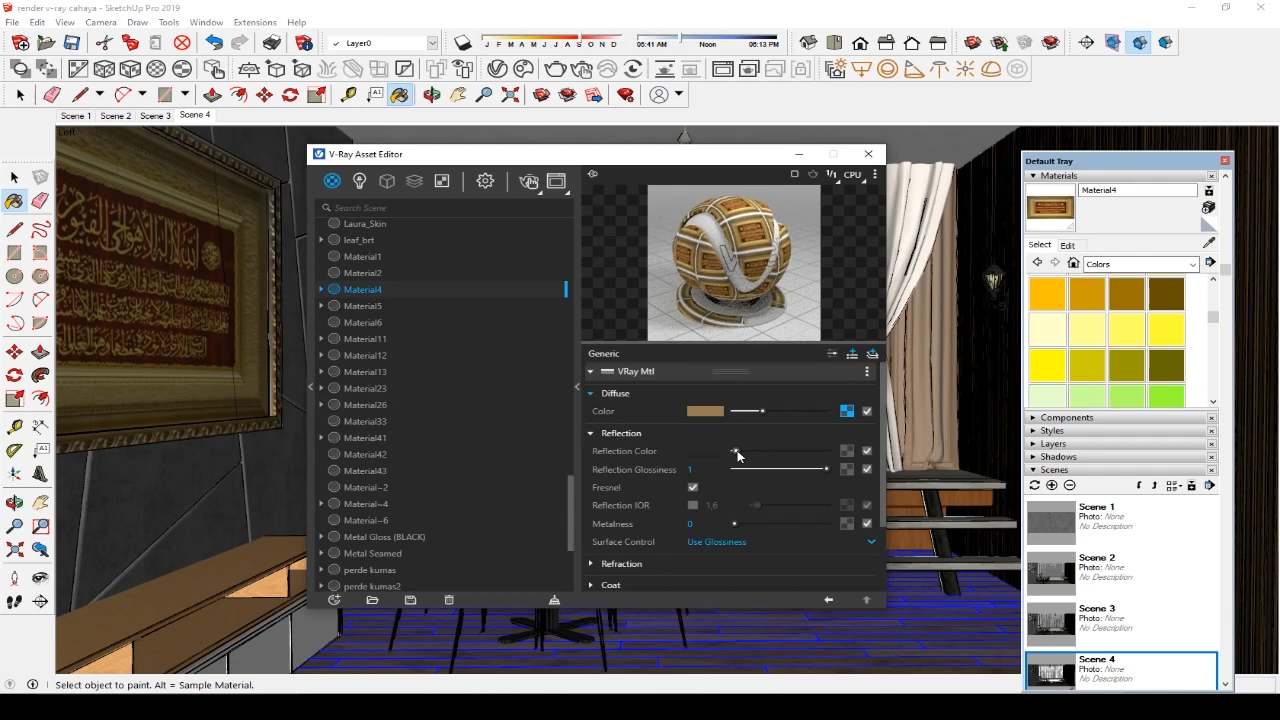 render v-ray cahaya - SketchUp Pro 2019
File Edit View Camera Draw Tools Window Extensions Help
Layer0
J F M A M J J A S O N D
06:41 AM Noon 06:13 PM
Scene 1 Scene 2 Scene 3 Scene 4
Left
V-Ray Asset Editor
Search Scene
Laura_Skin
leaf_brt
Material1
Material2
Material4
Material5
Material6
Material11
Material12
Material13
Material23
Material26
Material33
Material41
Material42
Material43
Material~2
Material~4
Material~6
Metal Gloss (BLACK)
Metal Seamed
perde kumas
perde kumas2
1/1 CPU
Generic
VRay Mtl
Diffuse
Color
Reflection
Reflection Color
Reflection Glossiness 1
Fresnel
Reflection IOR 1,6
Metalness 0
Surface Control Use Glossiness
Refraction
Coat
Default Tray
Materials
Material4
Select Edit
Colors
Components
Styles
Layers
Shadows
Scenes
Scene 1
Photo: None
No Description
Scene 2
Photo: None
No Description
Scene 3
Photo: None
No Description
Scene 4
Photo: None
No Description
Select object to paint. Alt = Sample Material.